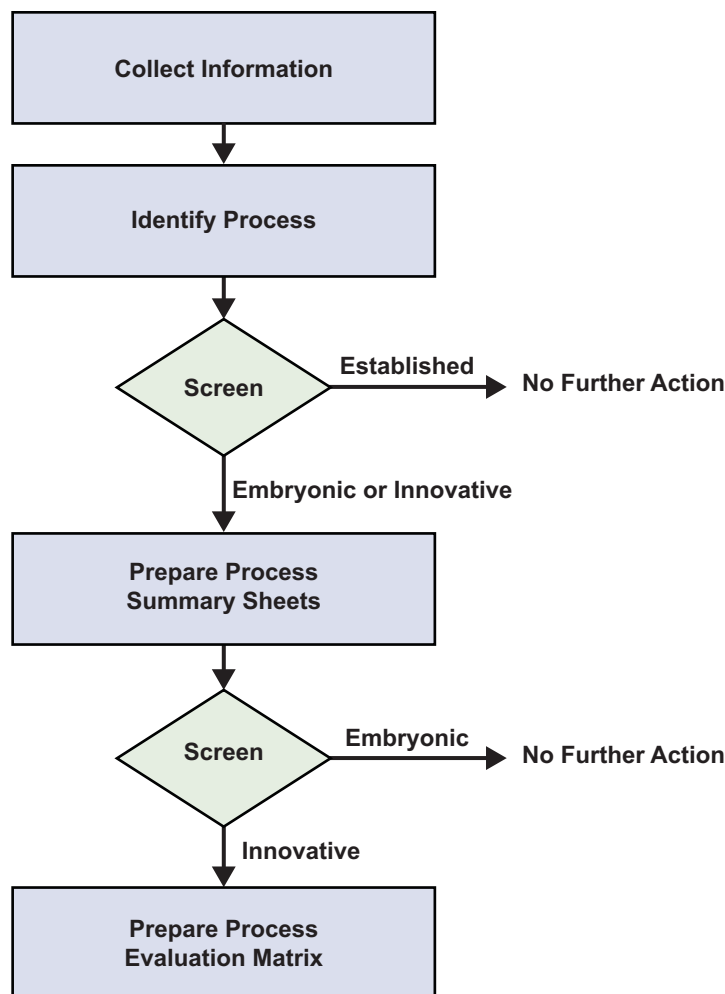 Collect Information
Identify Process
Screen
Established
No Further Action
Embryonic or Innovative
Prepare Process
Summary Sheets
Screen
Embryonic
No Further Action
Innovative
Prepare Process
Evaluation Matrix